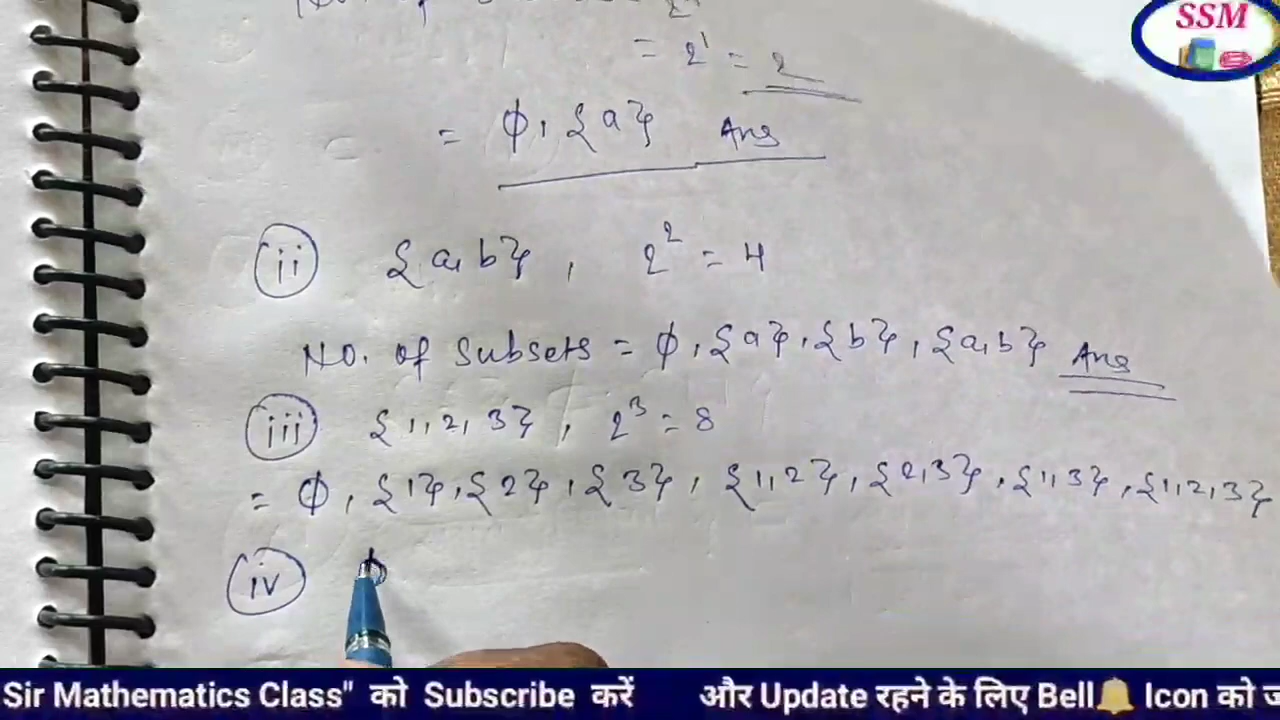 SSM
No. of
= 2¹ = 2
= ϕ, {a} Ans
(ii) {a, b}, 2² = 4
No. of subsets = ϕ, {a}, {b}, {a, b} Ans
(iii) {1, 2, 3}, 2³ = 8
= ϕ, {1}, {2}, {3}, {1, 2}, {2, 3}, {1, 3}, {1, 2, 3}
(iv) ϕ
Sir Mathematics Class" को Subscribe करें और Update रहने के लिए Bell🔔 Icon को